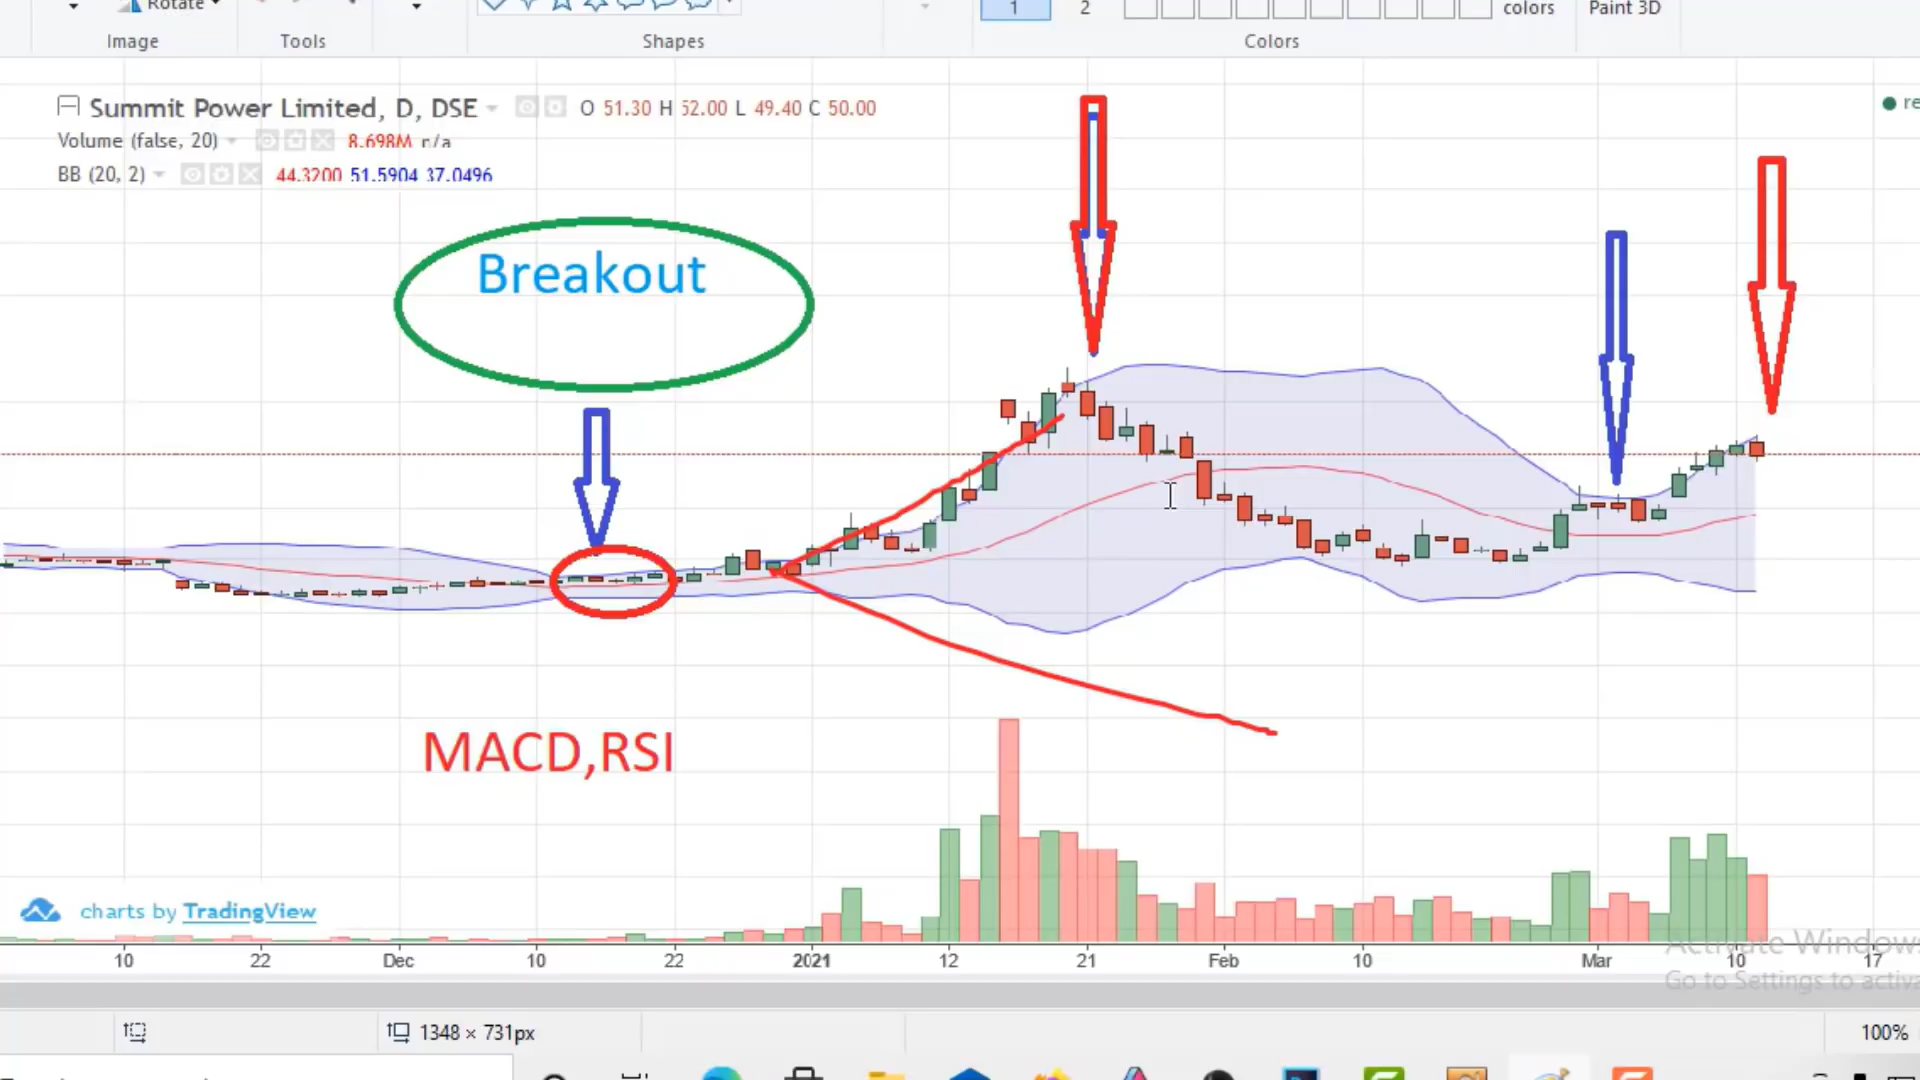 Rotate
1 2 colors Paint 3D
Image Tools Shapes Colors
Summit Power Limited, D, DSE O 51.30 H 52.00 L 49.40 C 50.00
Volume (false, 20) 8.698M n/a
BB (20, 2) 44.3200 51.5904 37.0496
Breakout
MACD,RSI
charts by TradingView
10 22 Dec 10 22 2021 12 21 Feb 10 Mar 10 17
Activate Windows
Go to Settings to activa
1348 × 731px 100%